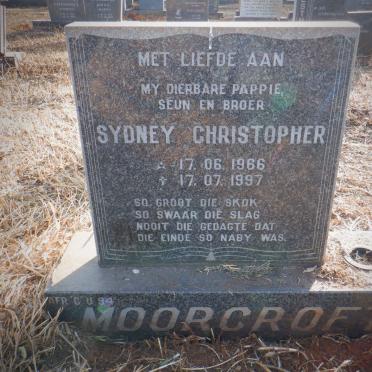 MET LIEFDE AAN
MY DIERBARE PAPPIE,
SEUN EN BROER
SYDNEY CHRISTOPHER
17.06.1966
† 17.07.1997
SO GROOT DIE SKOK
SO SWAAR DIE SLAG
NOOIT DIE GEDAGTE DAT
DIE EINDE SO NABY WAS.
MOORCROFT